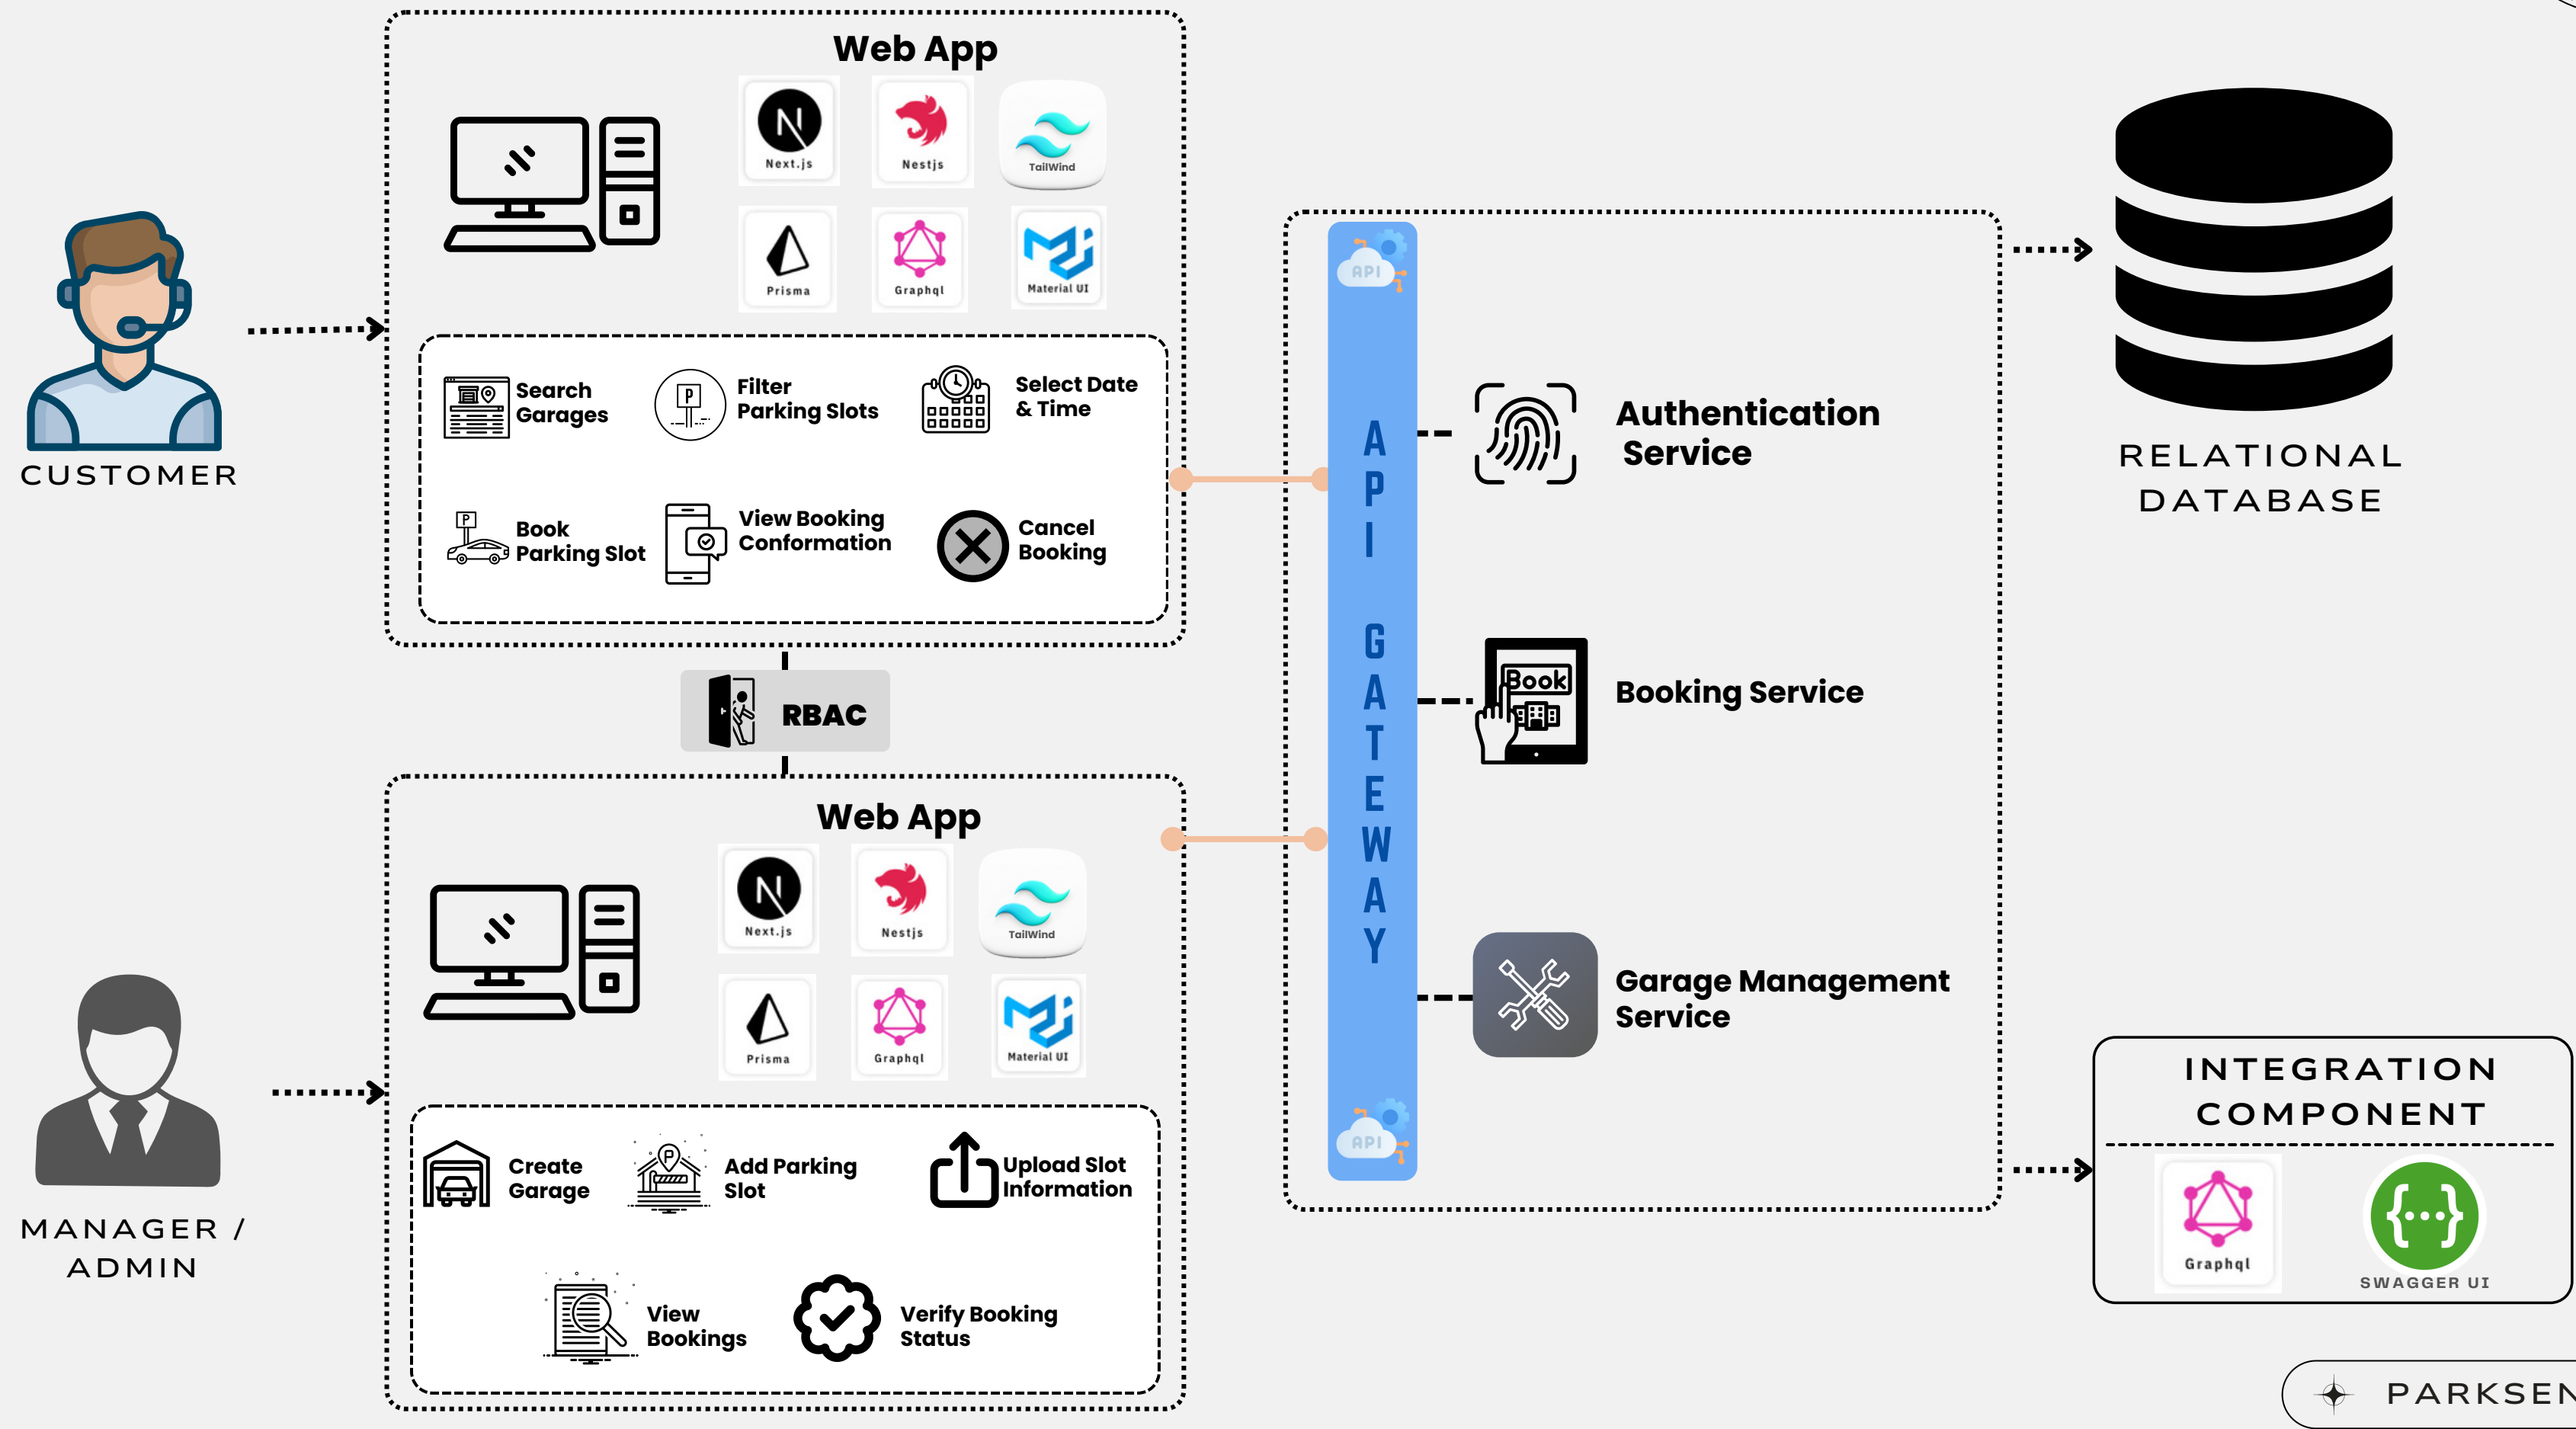 Web App
Next.js
Nestjs
TailWind
Prisma
Graphql
Material UI
CUSTOMER
Search
Garages
Filter
Parking Slots
Select Date
& Time
Book
Parking Slot
P
View Booking
Conformation
Cancel
Booking
RBAC
Web App
Next.js
Nestjs
TailWind
Prisma
Graphql
Material UI
MANAGER /
ADMIN
Create
Garage
Add Parking
Slot
Upload Slot
Information
View
Bookings
Verify Booking
Status
API
API GATEWAY
API
Authentication
Service
Book
Booking Service
Garage Management
Service
RELATIONAL
DATABASE
INTEGRATION
COMPONENT
Graphql
SWAGGER UI
PARKSEN